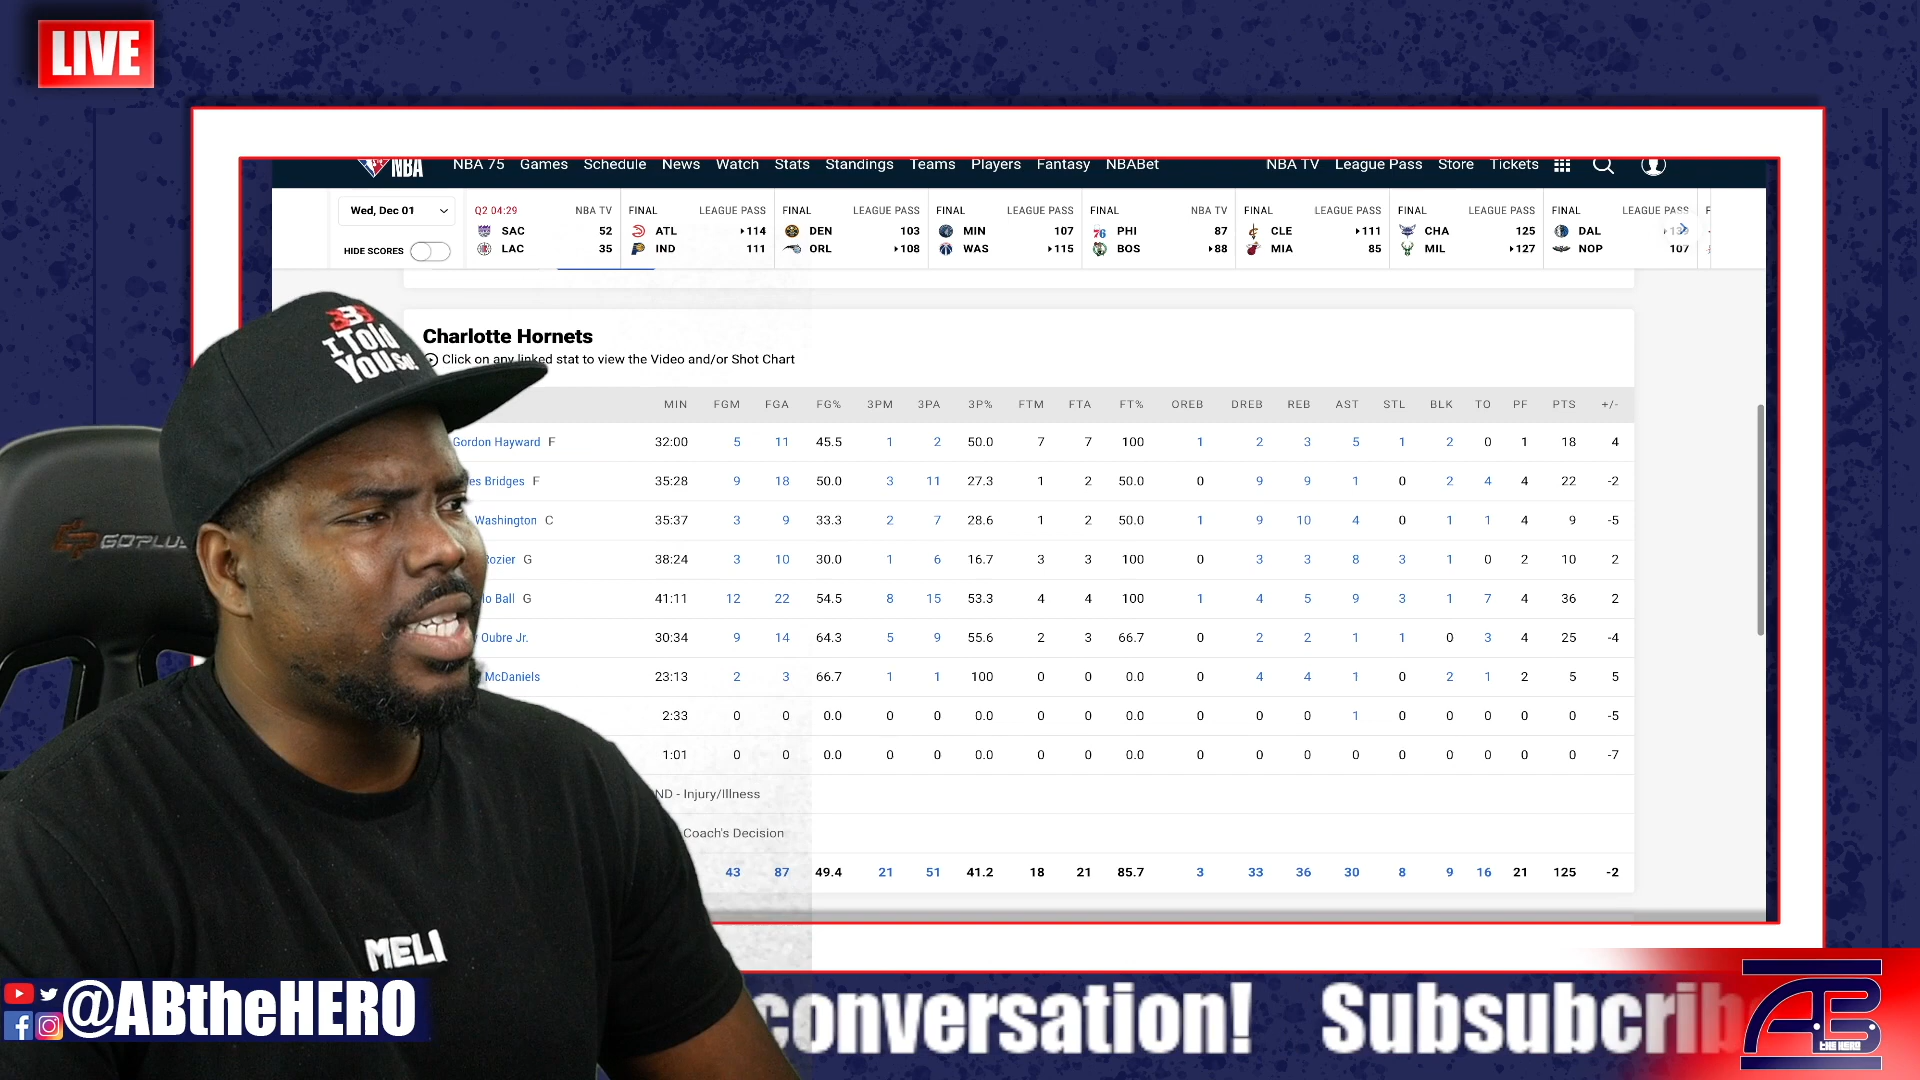 LIVE
NBA NBA 75 Games Schedule News Watch Stats Standings Teams Players Fantasy NBABet NBA TV League Pass Store Tickets
Wed, Dec 01
HIDE SCORES
Q2 04:29 NBA TV
SAC 52
LAC 35
FINAL LEAGUE PASS
ATL 114
IND 111
FINAL LEAGUE PASS
DEN 103
ORL 108
FINAL LEAGUE PASS
MIN 107
WAS 115
FINAL NBA TV
PHI 87
BOS 88
FINAL LEAGUE PASS
CLE 111
MIA 85
FINAL LEAGUE PASS
CHA 125
MIL 127
FINAL LEAGUE PASS
DAL
NOP 107
Charlotte Hornets
Click on any linked stat to view the Video and/or Shot Chart
MIN FGM FGA FG% 3PM 3PA 3P% FTM FTA FT% OREB DREB REB AST STL BLK TO PF PTS +/-
Gordon Hayward F 32:00 5 11 45.5 1 2 50.0 7 7 100 1 2 3 5 1 2 0 1 18 4
es Bridges F 35:28 9 18 50.0 3 11 27.3 1 2 50.0 0 9 9 1 0 2 4 4 22 -2
Washington C 35:37 3 9 33.3 2 7 28.6 1 2 50.0 1 9 10 4 0 1 1 4 9 -5
Rozier G 38:24 3 10 30.0 1 6 16.7 3 3 100 0 3 3 8 3 1 0 2 10 2
lo Ball G 41:11 12 22 54.5 8 15 53.3 4 4 100 1 4 5 9 3 1 7 4 36 2
Oubre Jr. 30:34 9 14 64.3 5 9 55.6 2 3 66.7 0 2 2 1 1 0 3 4 25 -4
McDaniels 23:13 2 3 66.7 1 1 100 0 0 0.0 0 4 4 1 0 2 1 2 5 5
2:33 0 0 0.0 0 0 0.0 0 0 0.0 0 0 0 1 0 0 0 0 0 -5
1:01 0 0 0.0 0 0 0.0 0 0 0.0 0 0 0 0 0 0 0 0 0 -7
ND - Injury/Illness
Coach's Decision
43 87 49.4 21 51 41.2 18 21 85.7 3 33 36 30 8 9 16 21 125 -2
BBB
I Told
You So!
GOPLUS
MELI
@ABtheHERO
conversation! Subsubcrib
AB
THE HERO